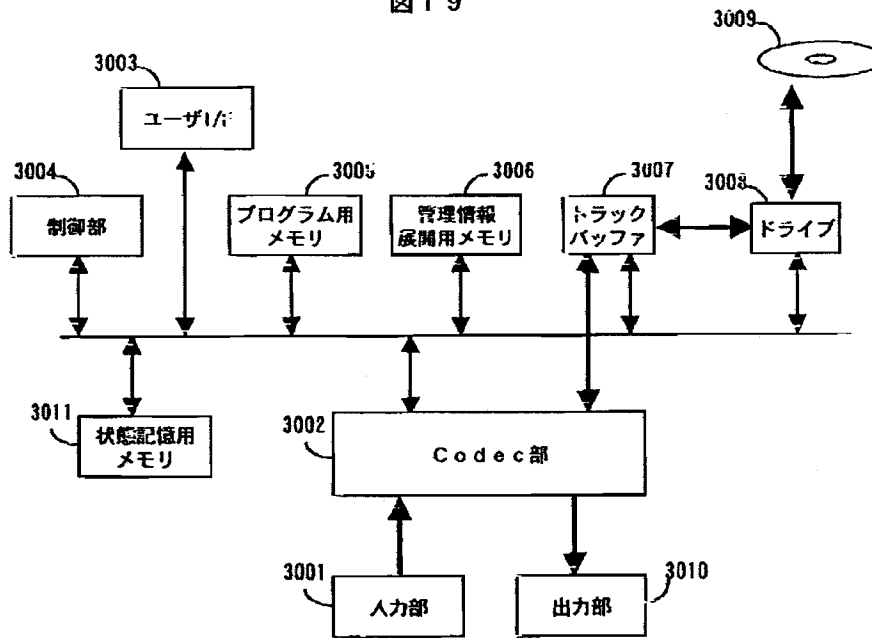 図19
3009
3003
ユーザI/F
3004
制御部
3005
プログラム用
メモリ
3006
管理情報
展開用メモリ
3007
トラック
バッファ
3008
ドライブ
3011
状態記憶用
メモリ
3002
Codec部
3001
入力部
3010
出力部